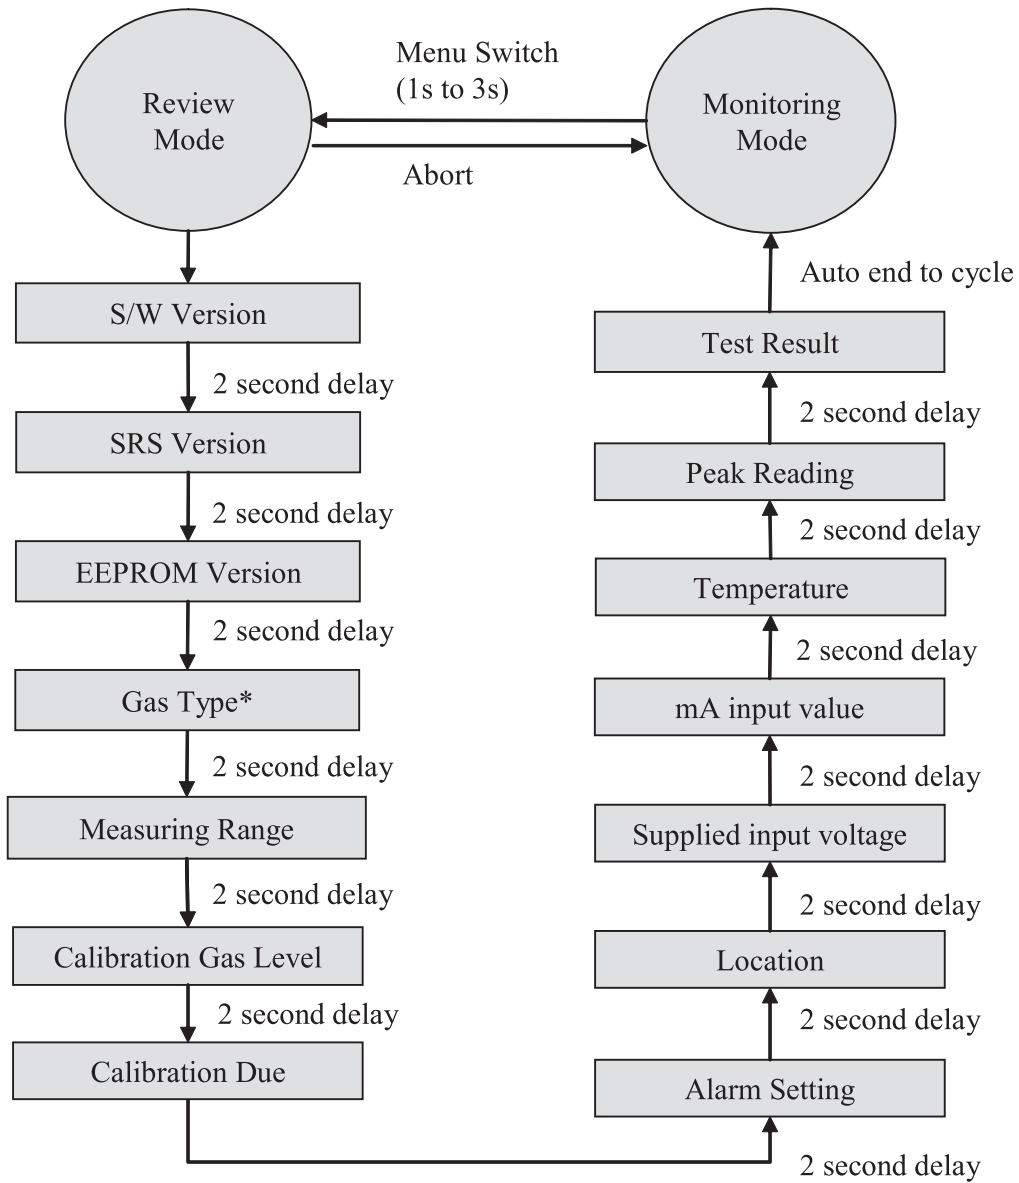 Review
Mode
Menu Switch
(1s to 3s)
Abort
Monitoring
Mode
S/W Version
2 second delay
SRS Version
2 second delay
EEPROM Version
2 second delay
Gas Type*
2 second delay
Measuring Range
2 second delay
Calibration Gas Level
2 second delay
Calibration Due
2 second delay
Alarm Setting
2 second delay
Location
2 second delay
Supplied input voltage
2 second delay
mA input value
2 second delay
Temperature
2 second delay
Peak Reading
2 second delay
Test Result
Auto end to cycle